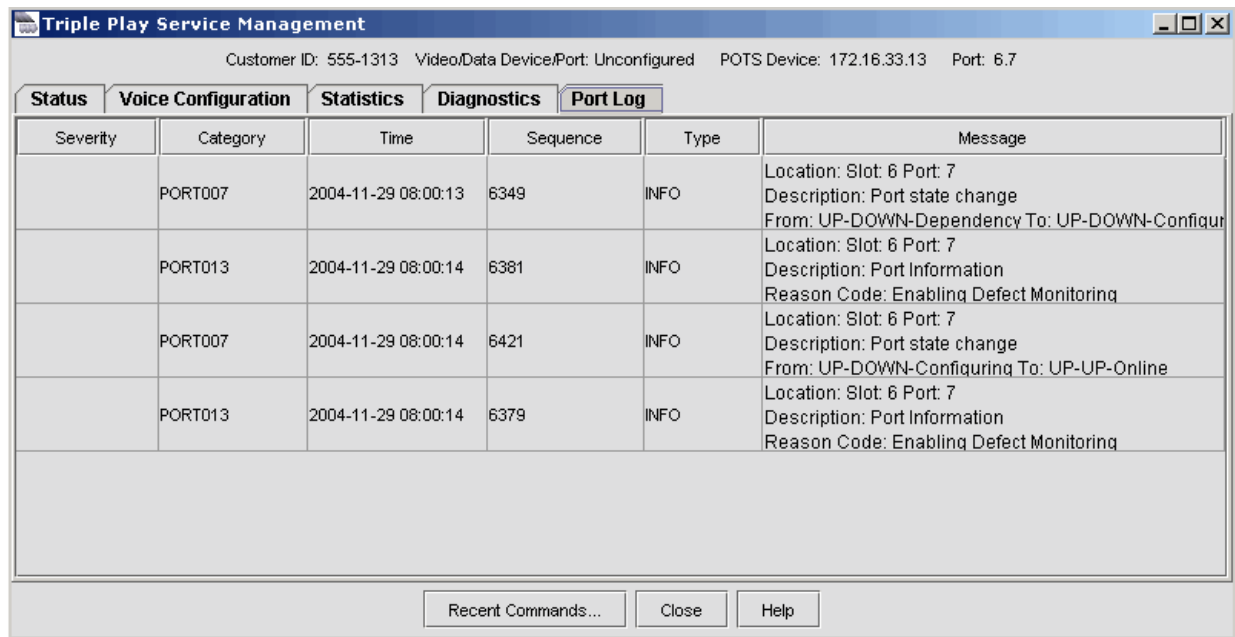 Triple Play Service Management
Customer ID: 555-1313 Video/Data Device/Port: Unconfigured POTS Device: 172.16.33.13 Port: 6.7
Status Voice Configuration Statistics Diagnostics Port Log
Severity Category Time Sequence Type Message
PORT007 2004-11-29 08:00:13 6349 INFO
Location: Slot: 6 Port: 7
Description: Port state change
From: UP-DOWN-Dependency To: UP-DOWN-Configur
PORT013 2004-11-29 08:00:14 6381 INFO
Location: Slot: 6 Port: 7
Description: Port Information
Reason Code: Enabling Defect Monitoring
PORT007 2004-11-29 08:00:14 6421 INFO
Location: Slot: 6 Port: 7
Description: Port state change
From: UP-DOWN-Configuring To: UP-UP-Online
PORT013 2004-11-29 08:00:14 6379 INFO
Location: Slot: 6 Port: 7
Description: Port Information
Reason Code: Enabling Defect Monitoring
Recent Commands... Close Help